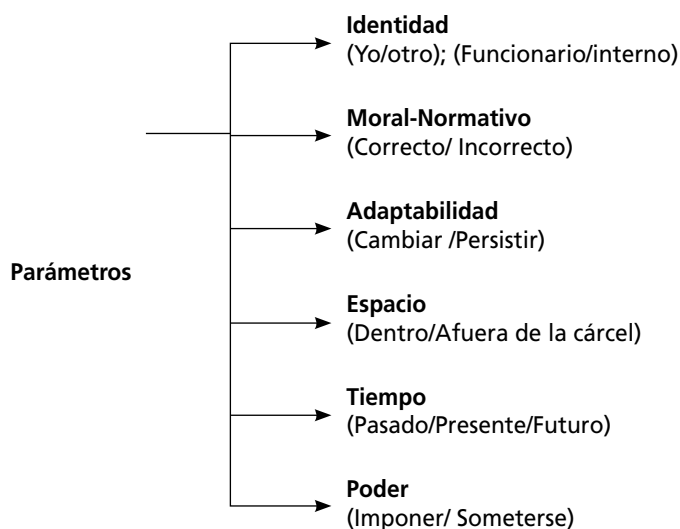 Identidad
(Yo/otro); (Funcionario/interno)
Moral-Normativo
(Correcto/ Incorrecto)
Adaptabilidad
(Cambiar /Persistir)
Parámetros
Espacio
(Dentro/Afuera de la cárcel)
Tiempo
(Pasado/Presente/Futuro)
Poder
(Imponer/ Someterse)